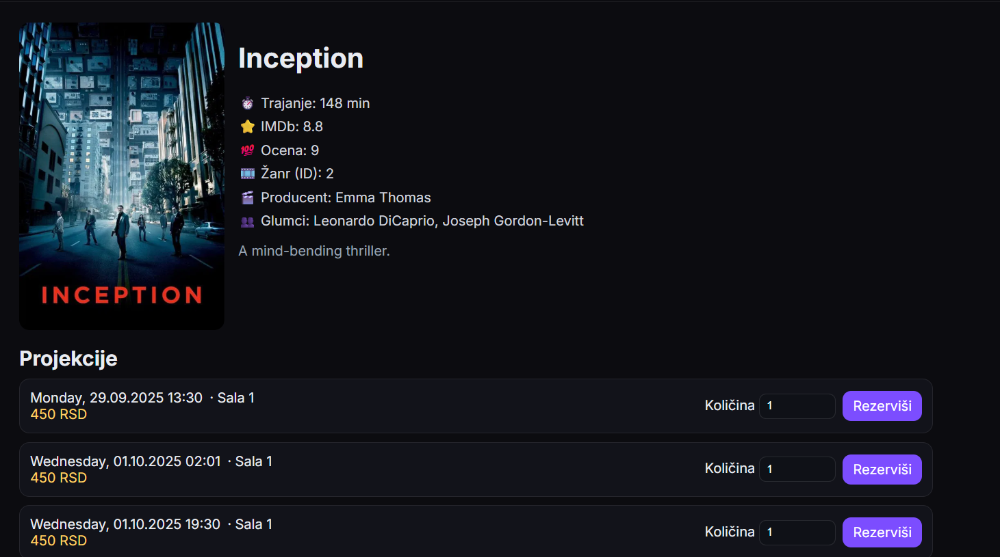 INCEPTION
Inception
⏱️ Trajanje: 148 min
⭐ IMDb: 8.8
💯 Ocena: 9
🎞️ Žanr (ID): 2
🎬 Producent: Emma Thomas
👥 Glumci: Leonardo DiCaprio, Joseph Gordon-Levitt
A mind-bending thriller.
Projekcije
Monday, 29.09.2025 13:30 · Sala 1
450 RSD
Količina 1 Rezerviši
Wednesday, 01.10.2025 02:01 · Sala 1
450 RSD
Količina 1 Rezerviši
Wednesday, 01.10.2025 19:30 · Sala 1
450 RSD
Količina 1 Rezerviši